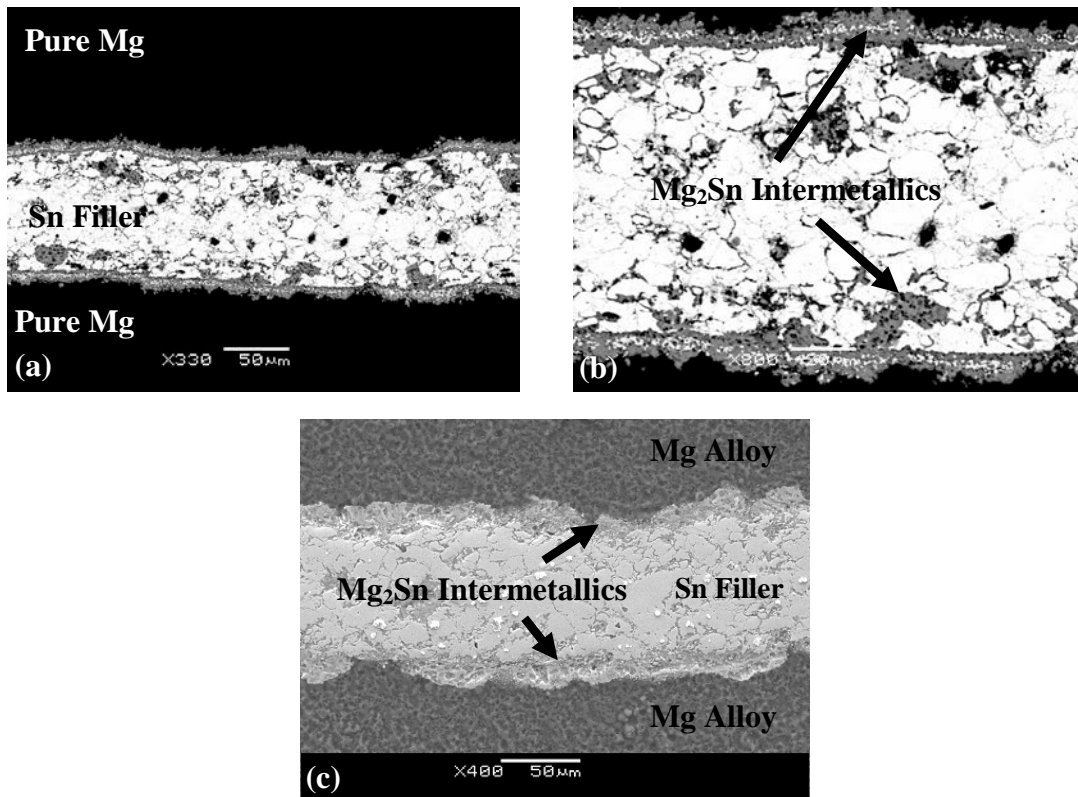 Pure Mg
Sn Filler
Pure Mg
(a)
X330 50μm
Mg₂Sn Intermetallics
(b)
X800
Mg Alloy
Mg₂Sn Intermetallics
Sn Filler
Mg Alloy
(c)
X400 50μm